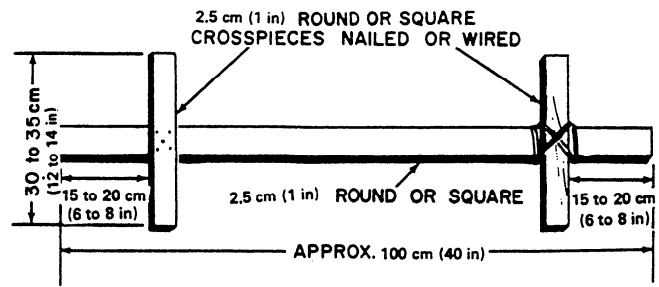 2.5 cm (1 in) ROUND OR SQUARE
CROSSPIECES NAILED OR WIRED
30 to 35 cm
(12 to 14 in)
15 to 20 cm
(6 to 8 in)
2.5 cm (1 in) ROUND OR SQUARE
15 to 20 cm
(6 to 8 in)
APPROX. 100 cm (40 in)